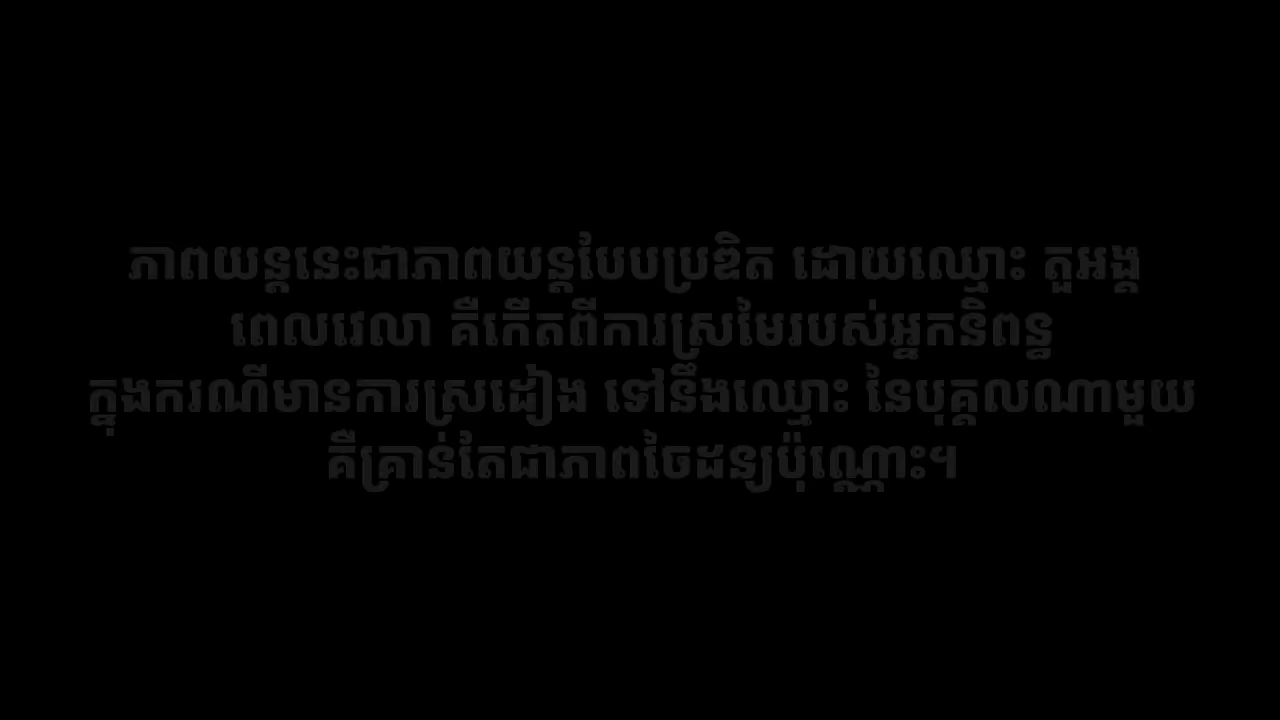 ភាពយន្តនេះជាភាពយន្តបែបប្រឌិត ដោយឈ្មោះ តួអង្គ
ពេលវេលា គឺកើតពីការស្រមៃរបស់អ្នកនិពន្ធ
ក្នុងករណីមានការស្រដៀង ទៅនឹងឈ្មោះ នៃបុគ្គលណាមួយ
គឺគ្រាន់តែជាភាពចៃដន្យប៉ុណ្ណោះ។